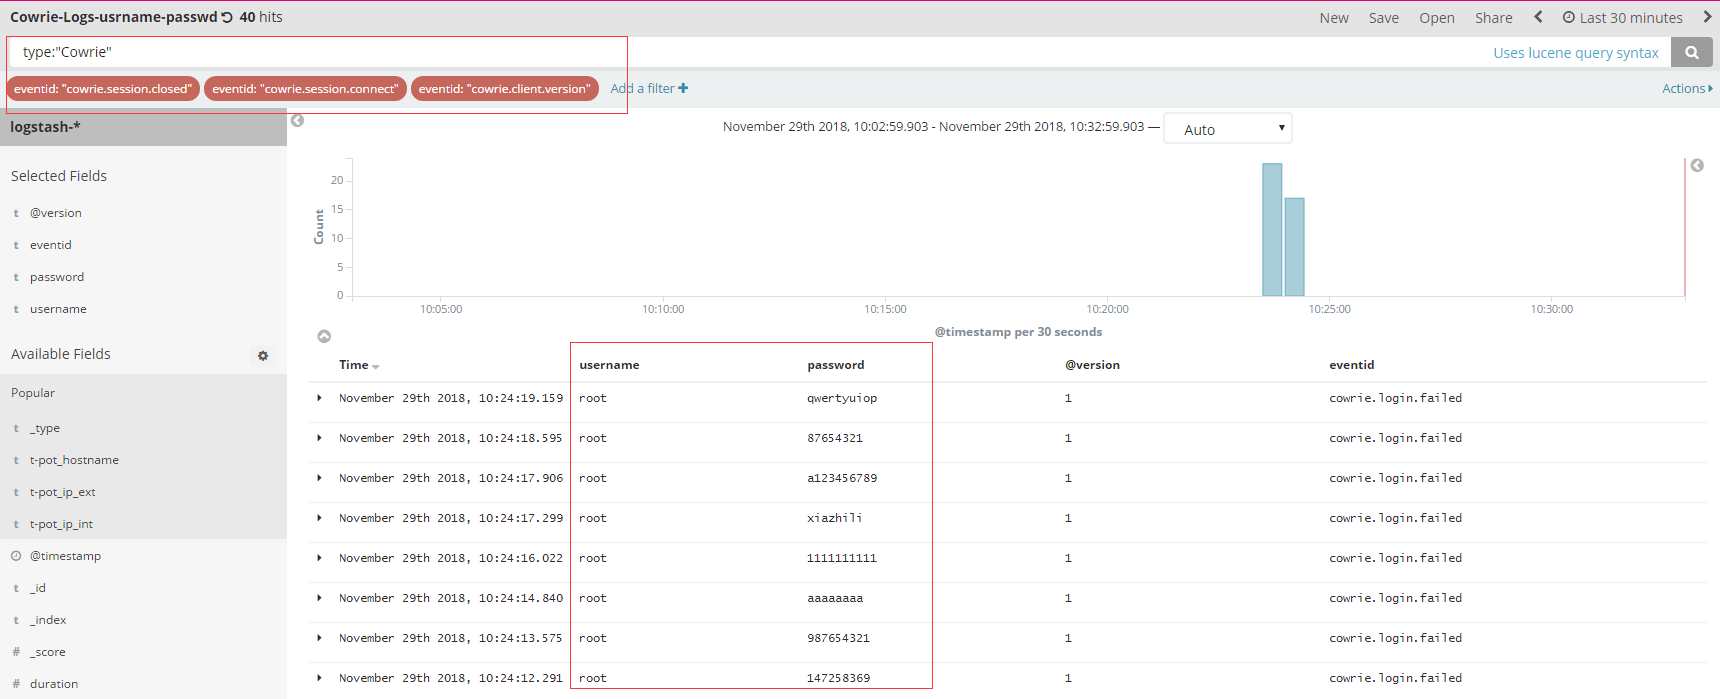 Cowrie-Logs-usrname-passwd 40 hits
New Save Open Share Last 30 minutes
type:"Cowrie"
Uses lucene query syntax
eventid: "cowrie.session.closed" eventid: "cowrie.session.connect" eventid: "cowrie.client.version" Add a filter
Actions
logstash-*
November 29th 2018, 10:02:59.903 - November 29th 2018, 10:32:59.903 — Auto
Selected Fields
t @version
t eventid
t password
t username
Available Fields
Popular
t _type
t t-pot_hostname
t t-pot_ip_ext
t t-pot_ip_int
@timestamp
t _id
t _index
# _score
# duration
Count
20
15
10
5
0
10:05:00 10:10:00 10:15:00 10:20:00 10:25:00 10:30:00
@timestamp per 30 seconds
Time username password @version eventid
November 29th 2018, 10:24:19.159 root qwertyuiop 1 cowrie.login.failed
November 29th 2018, 10:24:18.595 root 87654321 1 cowrie.login.failed
November 29th 2018, 10:24:17.906 root a123456789 1 cowrie.login.failed
November 29th 2018, 10:24:17.299 root xiazhili 1 cowrie.login.failed
November 29th 2018, 10:24:16.022 root 1111111111 1 cowrie.login.failed
November 29th 2018, 10:24:14.840 root aaaaaaaa 1 cowrie.login.failed
November 29th 2018, 10:24:13.575 root 987654321 1 cowrie.login.failed
November 29th 2018, 10:24:12.291 root 147258369 1 cowrie.login.failed